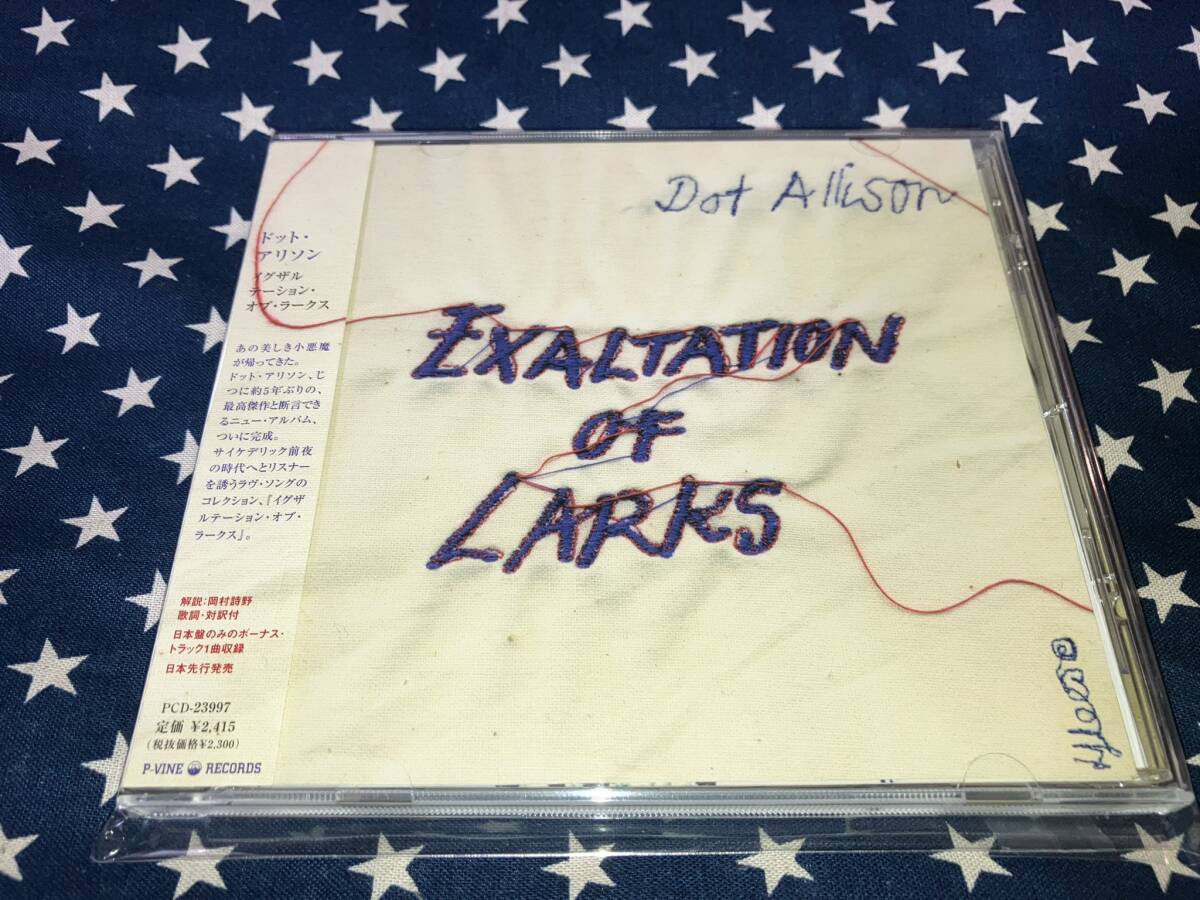 ドット・
アリソン
イグザル
テーション・
オブ・ラークス
あの美しき小悪魔
が帰ってきた。
ドット・アリソン、じ
つに約5年ぶりの、
最高傑作と断言でき
るニュー・アルバム、
ついに完成。
サイケデリック前夜
の時代へとリスナー
を誘うラヴ・ソングの
コレクション、『イグザ
ルテーション・オブ・
ラークス』。
解説:岡村詩野
歌詞・対訳付
日本盤のみのボーナス・
トラック1曲収録
日本先行発売
PCD-23997
定価 ¥2,415
(税抜価格¥2,300)
P-VINE RECORDS
Dot Allison
EXALTATION
OF
LARKS